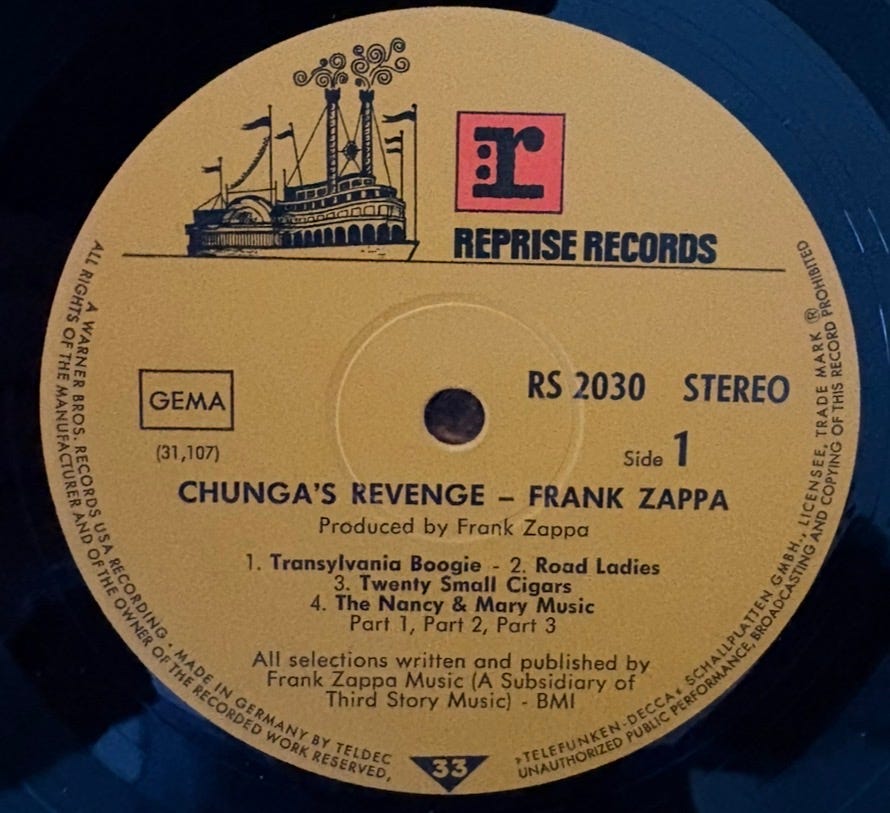 r
REPRISE RECORDS
GEMA
(31,107)
RS 2030 STEREO
Side 1
CHUNGA'S REVENGE – FRANK ZAPPA
Produced by Frank Zappa
1. Transylvania Boogie - 2. Road Ladies
3. Twenty Small Cigars
4. The Nancy & Mary Music
Part 1, Part 2, Part 3
All selections written and published by
Frank Zappa Music (A Subsidiary of
Third Story Music) - BMI
33
A WARNER BROS. RECORDS USA RECORDING · MADE IN GERMANY BY TELDEC
»TELEFUNKEN-DECCA« SCHALLPLATTEN GMBH., LICENSEE, TRADE MARK ®
ALL RIGHTS OF THE MANUFACTURER AND OF THE OWNER OF THE RECORDED WORK RESERVED,
UNAUTHORIZED PUBLIC PERFORMANCE, BROADCASTING AND COPYING OF THIS RECORD PROHIBITED